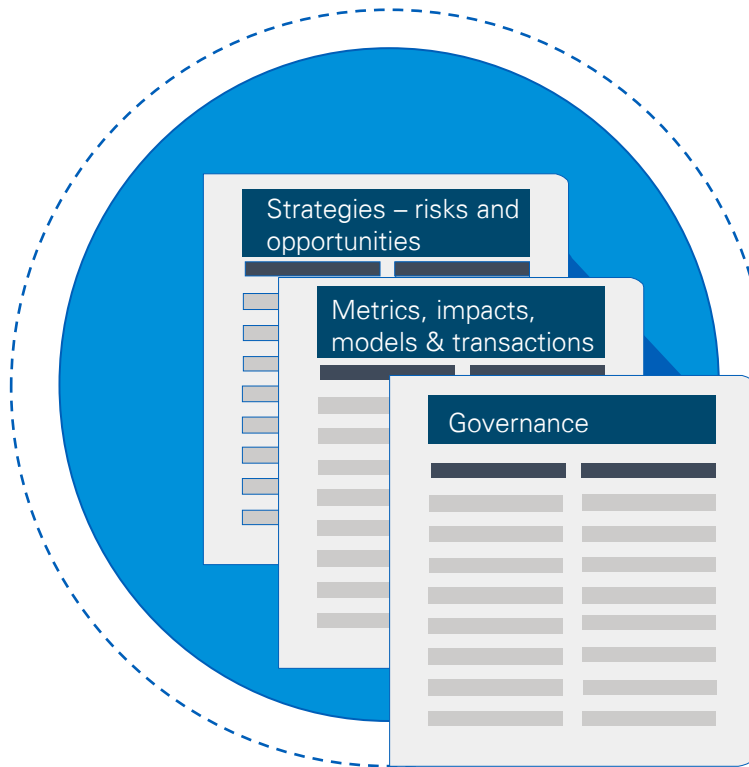 Strategies – risks and
opportunities
Metrics, impacts,
models & transactions
Governance